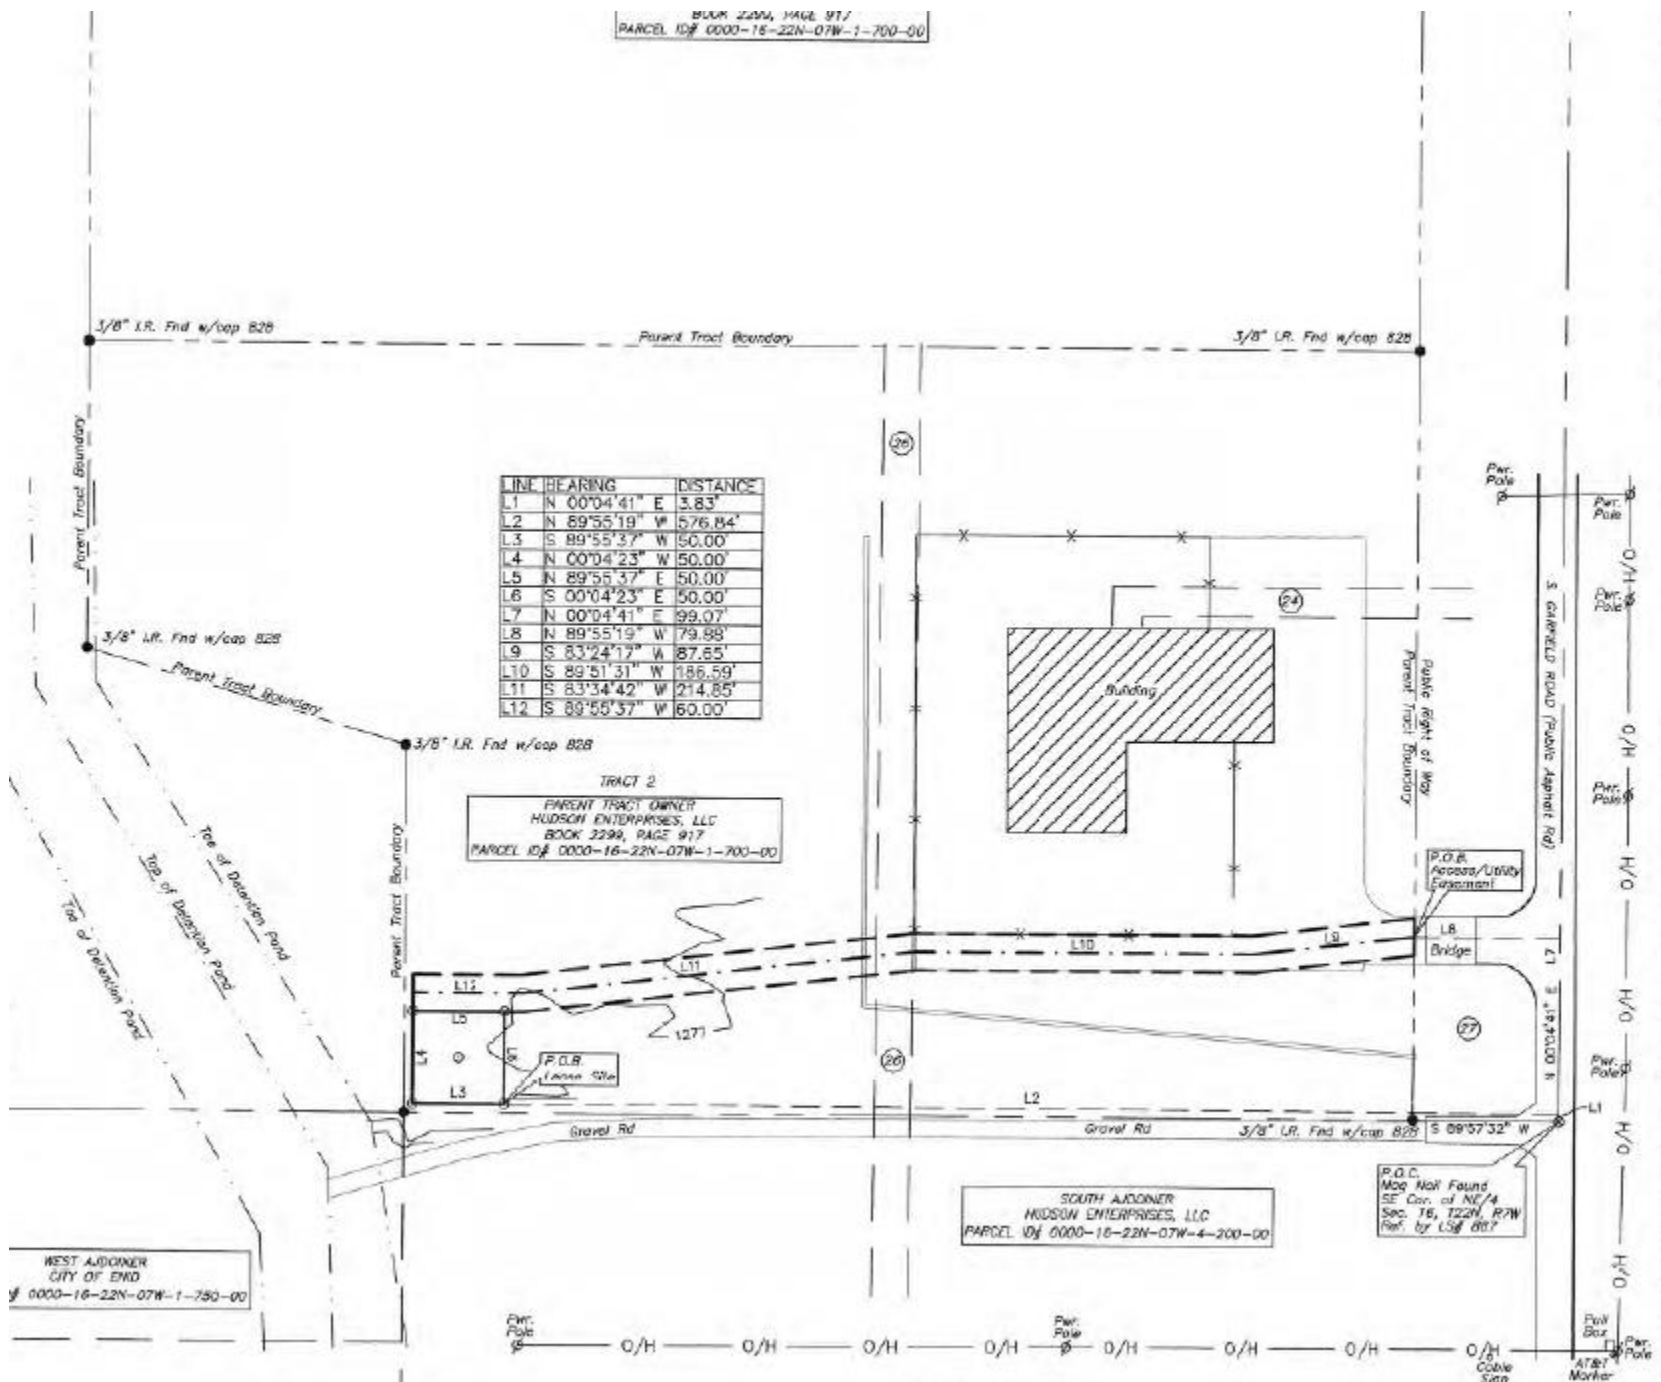 BOOK 2299, PAGE 917
PARCEL ID# 0000-16-22N-07W-1-700-00
3/8" I.R. Fnd w/cap 828
Parent Tract Boundary
3/8" I.R. Fnd w/cap 828
Parent Tract Boundary
26
LINE BEARING DISTANCE
L1 N 00°04'41" E 3.83'
L2 N 89°55'19" W 576.84'
L3 S 89°55'37" W 50.00'
L4 N 00°04'23" W 50.00'
L5 N 89°55'37" E 50.00'
L6 S 00°04'23" E 50.00'
L7 N 00°04'41" E 99.07'
L8 N 89°55'19" W 79.88'
L9 S 83°24'17" W 87.65'
L10 S 89°51'31" W 186.59'
L11 S 83°34'42" W 214.85'
L12 S 89°55'37" W 60.00'
Pwr.
Pole
Pwr.
Pole
O/H
24
Pwr.
Pole
S. GARFIELD ROAD (Public Asphalt Rd)
3/8" I.R. Fnd w/cap 828
Parent Tract Boundary
Building
Public Right of Way
Parent Tract Boundary
O/H
3/8" I.R. Fnd w/cap 828
Pwr.
Pole
TRACT 2
PARENT TRACT OWNER
HUDSON ENTERPRISES, LLC
BOOK 2299, PAGE 917
PARCEL ID# 0000-16-22N-07W-1-700-00
Toe of Detention Pond
Top of Detention Pond
Toe of Detention Pond
Parent Tract Boundary
P.O.B.
Access/Utility
Easement
O/H
L8
Bridge
L7
L9
L10
L11
L12
L5
L4
L6
L3
1277
P.O.B.
Lease Site
26
27
O/H
Pwr.
Pole
L2
L1
Gravel Rd
Gravel Rd
3/8" I.R. Fnd w/cap 828
S 89°57'32" W
O/H
P.O.C.
Mag Nail Found
SE Cor. of NE/4
Sec. 16, T22N, R7W
Ref. by LS# 887
SOUTH AJDOINER
HUDSON ENTERPRISES, LLC
PARCEL ID# 0000-16-22N-07W-4-200-00
WEST AJDOINER
CITY OF ENID
# 0000-16-22N-07W-1-750-00
O/H
Pwr.
Pole
O/H
O/H
O/H
O/H
Pwr.
Pole
O/H
O/H
O/H
O/H
Cable
Sign
Pull
Box
AT&T
Marker
Pwr.
Pole